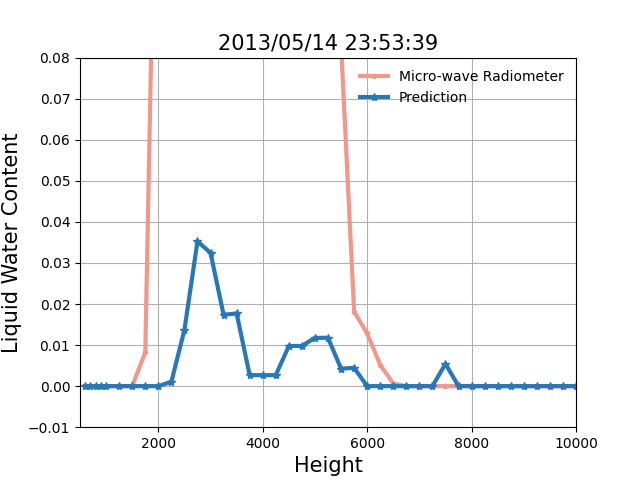 2013/05/14 23:53:39
Micro-wave Radiometer
Prediction
Liquid Water Content
0.08
0.07
0.06
0.05
0.04
0.03
0.02
0.01
0.00
−0.01
2000 4000 6000 8000 10000
Height